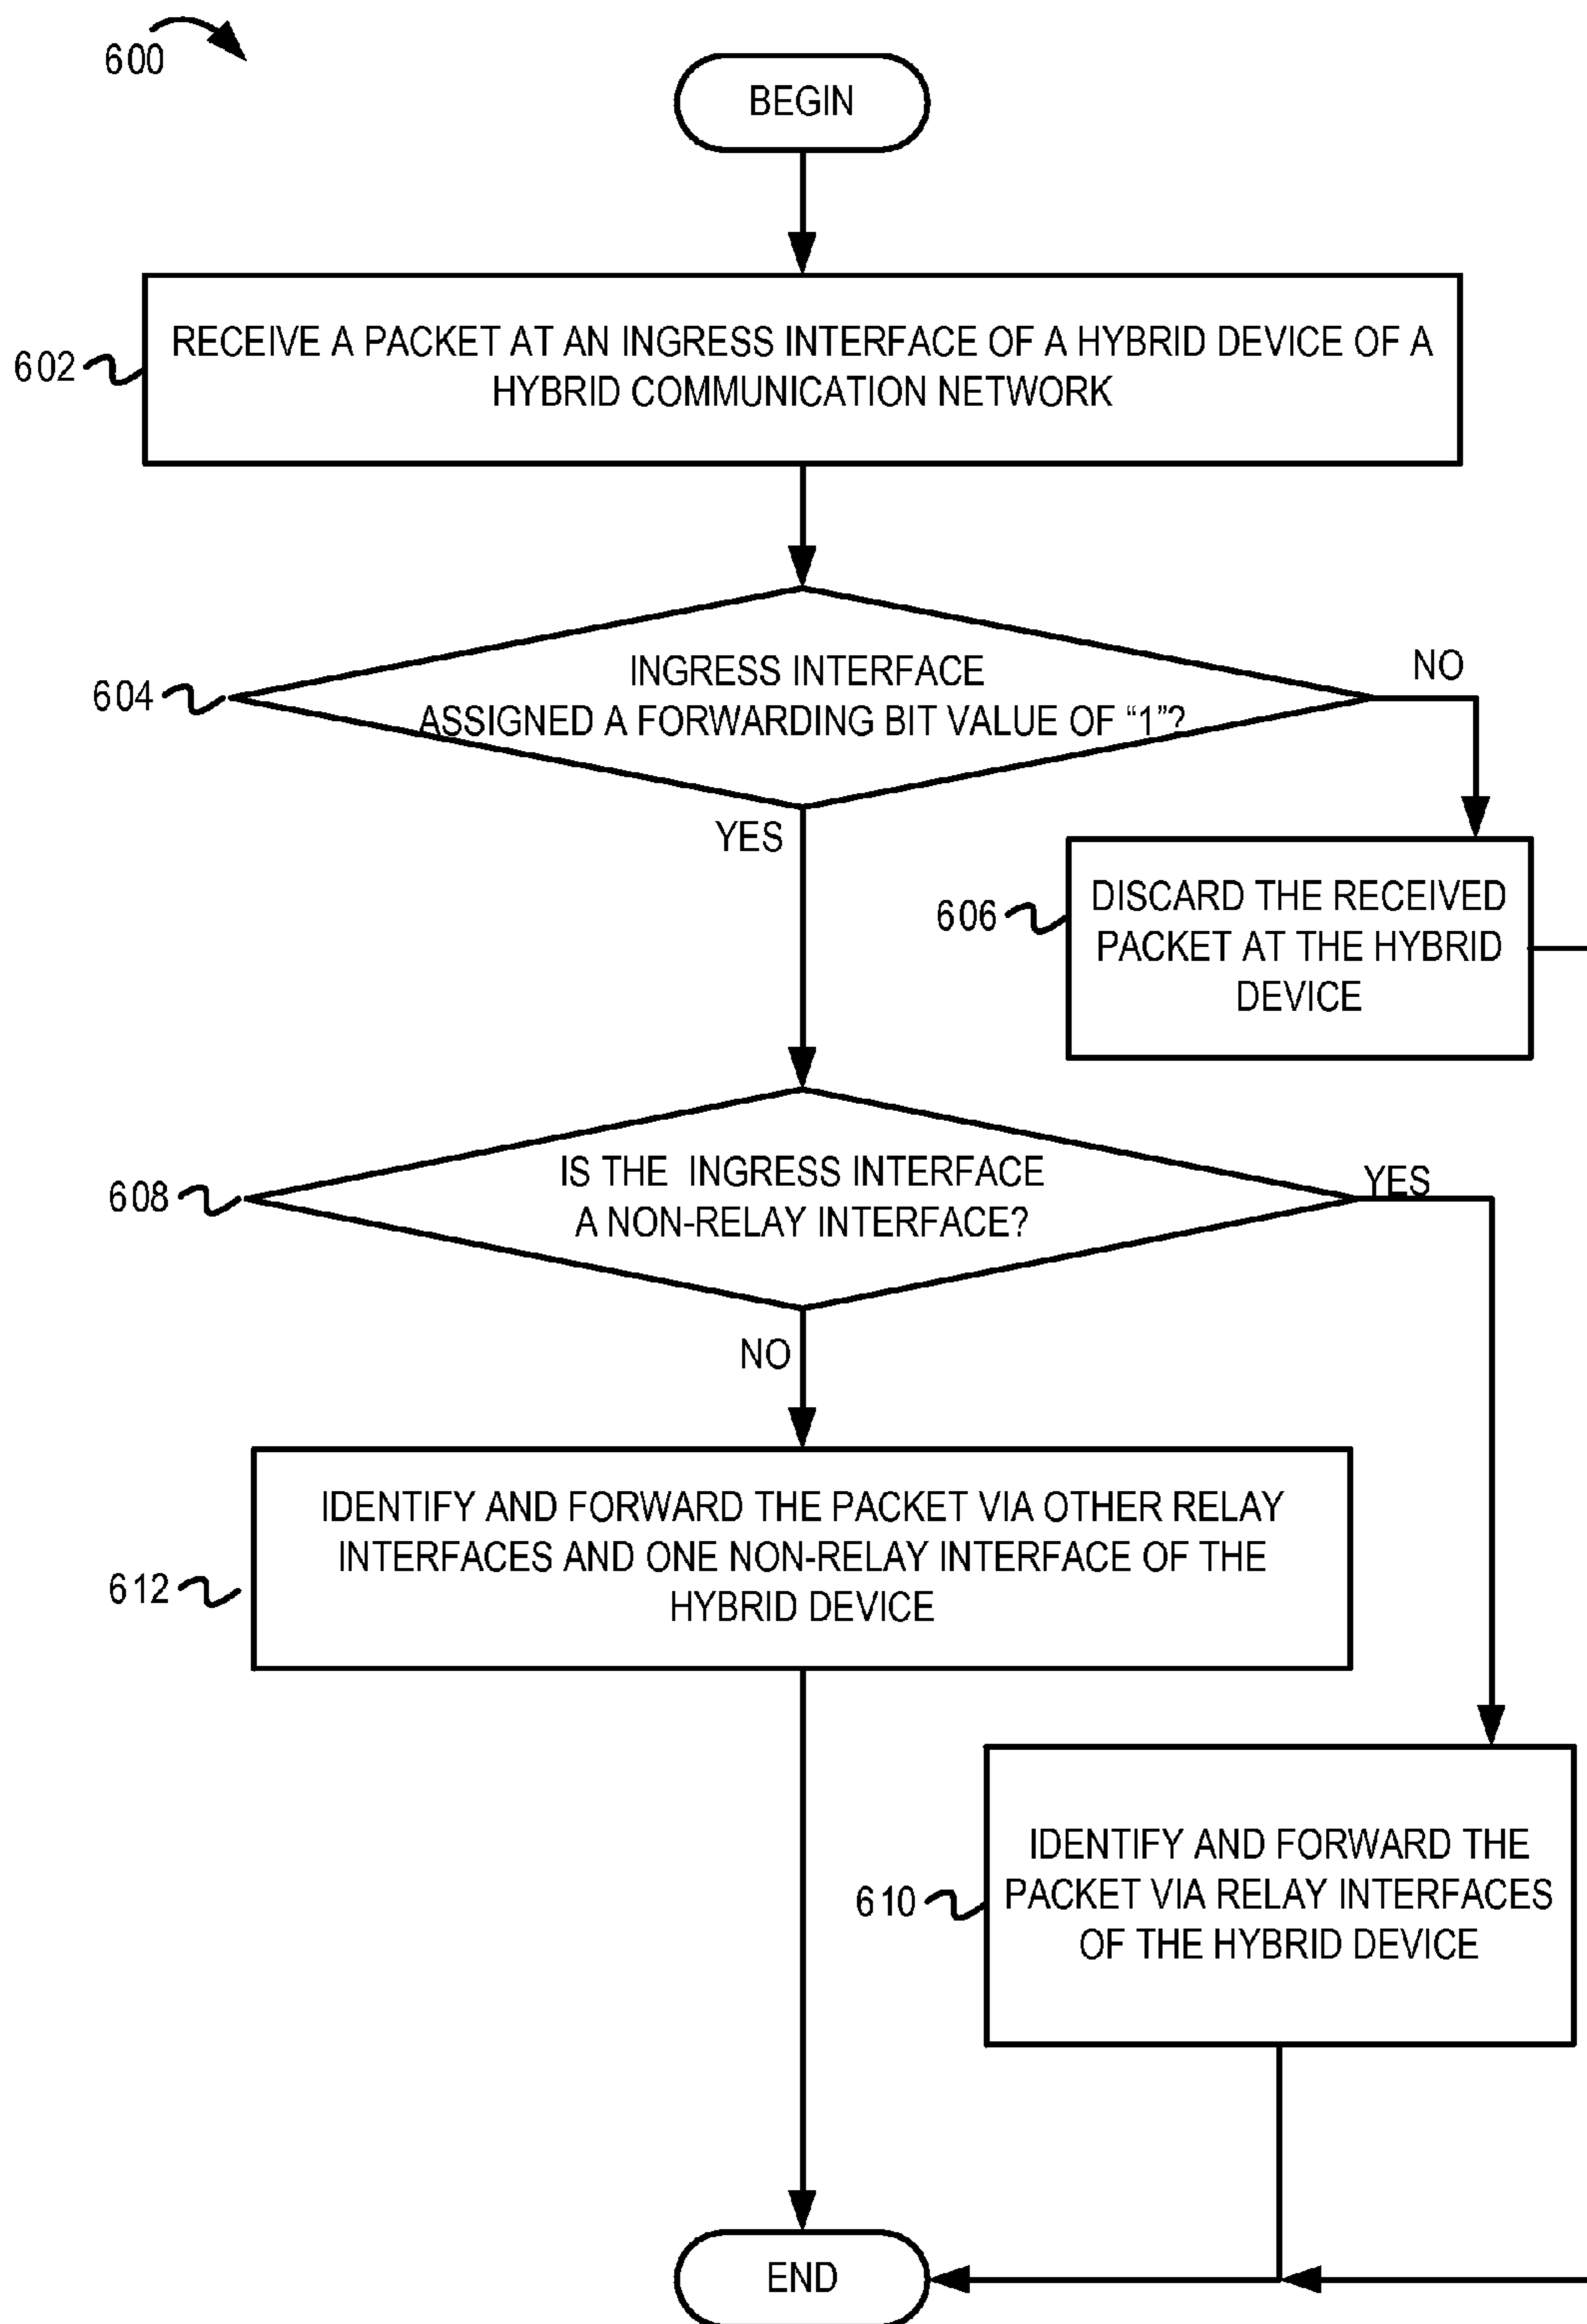 600
BEGIN
602
RECEIVE A PACKET AT AN INGRESS INTERFACE OF A HYBRID DEVICE OF A
HYBRID COMMUNICATION NETWORK
604
INGRESS INTERFACE
ASSIGNED A FORWARDING BIT VALUE OF “1”?
NO
YES
606
DISCARD THE RECEIVED
PACKET AT THE HYBRID
DEVICE
608
IS THE INGRESS INTERFACE
A NON-RELAY INTERFACE?
YES
NO
612
IDENTIFY AND FORWARD THE PACKET VIA OTHER RELAY
INTERFACES AND ONE NON-RELAY INTERFACE OF THE
HYBRID DEVICE
610
IDENTIFY AND FORWARD THE
PACKET VIA RELAY INTERFACES
OF THE HYBRID DEVICE
END